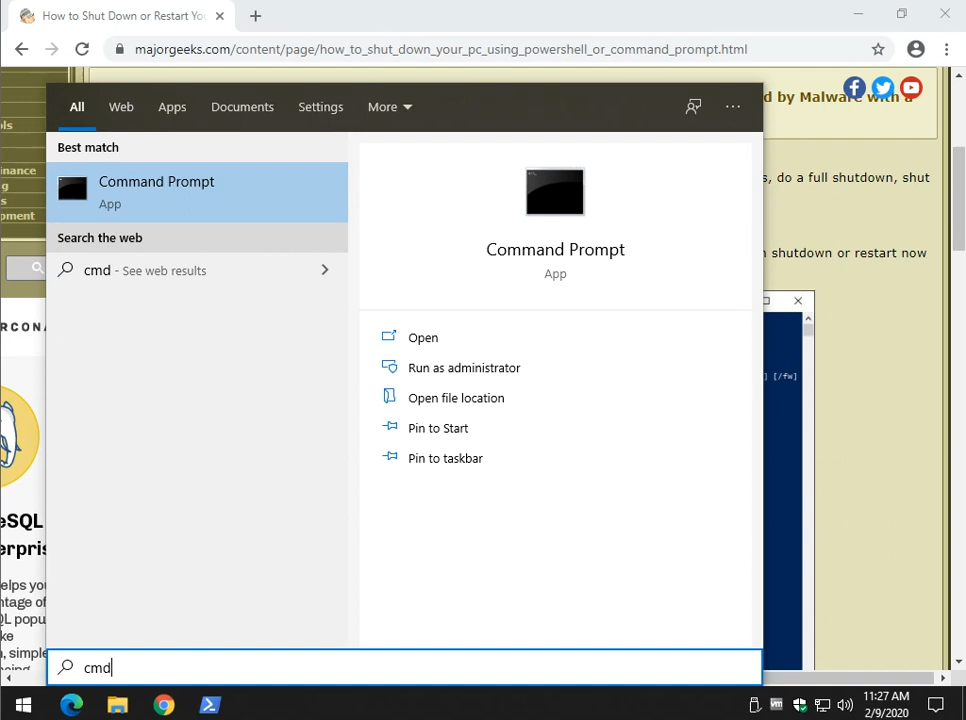 How to Shut Down or Restart Yo
majorgeeks.com/content/page/how_to_shut_down_your_pc_using_powershell_or_command_prompt.html
d by Malware with a
All Web Apps Documents Settings More
ols
Best match
Command Prompt
App
inance
g
s
pment
s, do a full shutdown, shut
Search the web
cmd - See web results
Command Prompt
App
n shutdown or restart now
RCONA
Open
Run as administrator
] [/fw]
Open file location
Pin to Start
Pin to taskbar
eSQL
erpris
elps you
ntage of
QL popu
ke
n, simple
cmd
11:27 AM
vm
2/9/2020